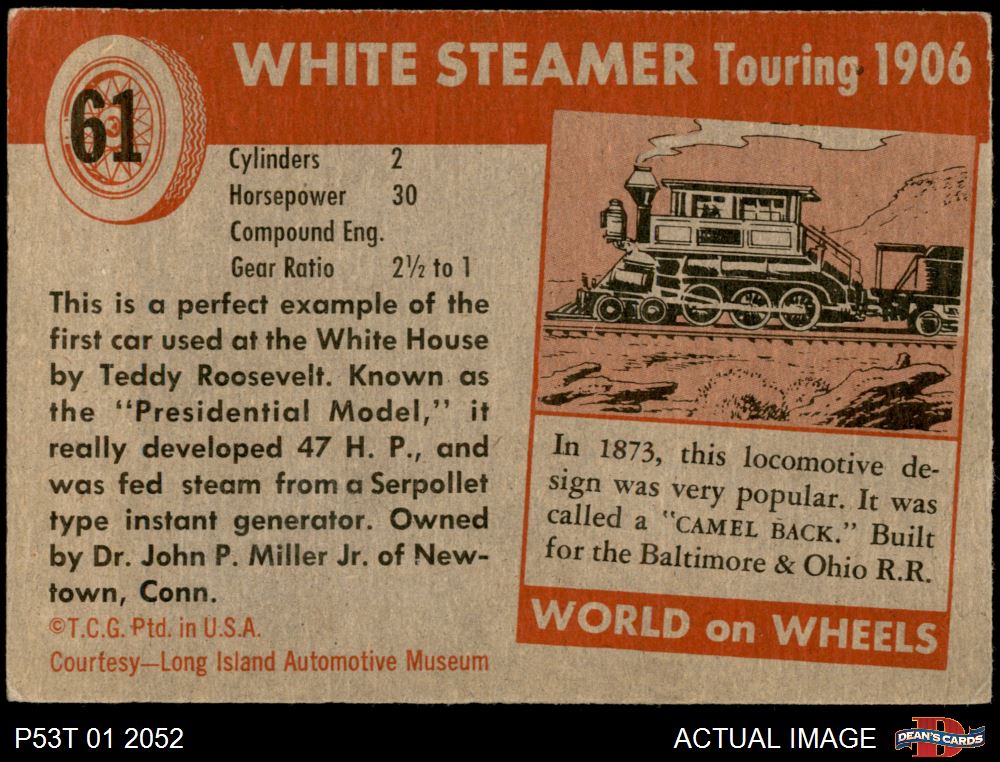 61
WHITE STEAMER Touring 1906
Cylinders 2
Horsepower 30
Compound Eng.
Gear Ratio 2½ to 1
This is a perfect example of the
first car used at the White House
by Teddy Roosevelt. Known as
the "Presidential Model," it
really developed 47 H. P., and
was fed steam from a Serpollet
type instant generator. Owned
by Dr. John P. Miller Jr. of New-
town, Conn.
©T.C.G. Ptd. in U.S.A.
Courtesy—Long Island Automotive Museum
In 1873, this locomotive de-
sign was very popular. It was
called a "CAMEL BACK." Built
for the Baltimore & Ohio R.R.
WORLD on WHEELS
P53T 01 2052
ACTUAL IMAGE
DEAN'S CARDS